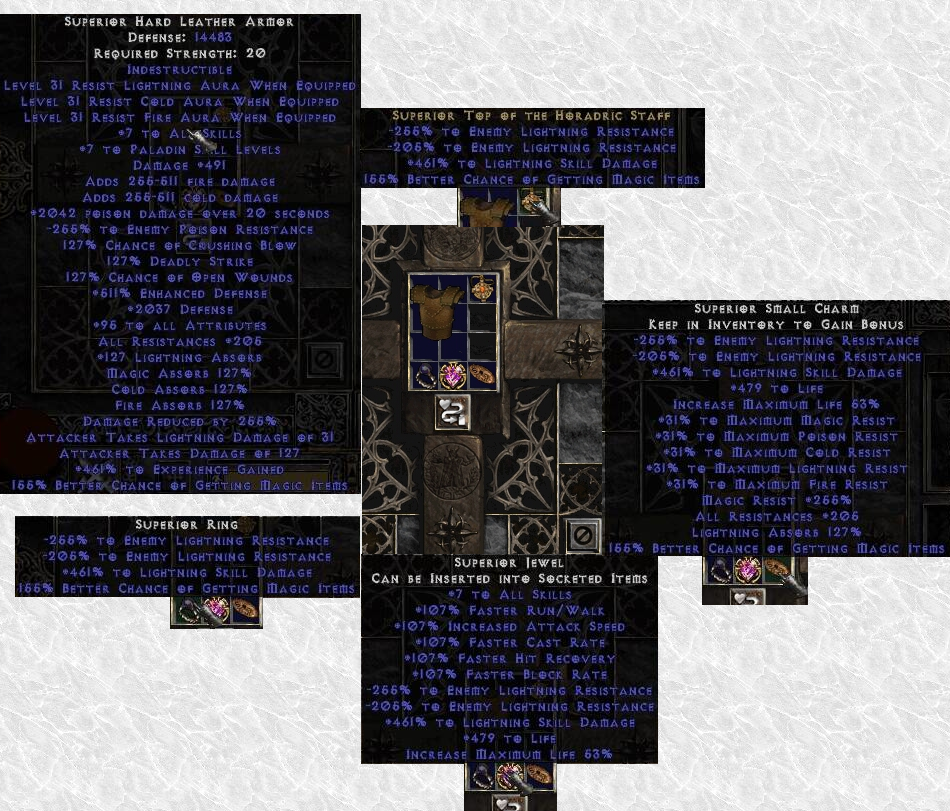 Superior Hard Leather Armor
Defense: 14483
Required Strength: 20
Indestructible
Level 31 Resist Lightning Aura When Equipped
Level 31 Resist Cold Aura When Equipped
Level 31 Resist Fire Aura When Equipped
+7 to All Skills
+7 to Paladin Skill Levels
Damage +491
Adds 255-511 fire damage
Adds 255-511 cold damage
+2042 poison damage over 20 seconds
-255% to Enemy Poison Resistance
127% Chance of Crushing Blow
127% Deadly Strike
127% Chance of Open Wounds
+511% Enhanced Defense
+2037 Defense
+95 to all Attributes
All Resistances +205
+127 Lightning Absorb
Magic Absorb 127%
Cold Absorb 127%
Fire Absorb 127%
Damage Reduced by 255%
Attacker Takes Lightning Damage of 31
Attacker Takes Damage of 127
+461% to Experience Gained
155% Better Chance of Getting Magic Items
Superior Top of the Horadric Staff
-255% to Enemy Lightning Resistance
-205% to Enemy Lightning Resistance
+461% to Lightning Skill Damage
155% Better Chance of Getting Magic Items
Superior Small Charm
Keep in Inventory to Gain Bonus
-255% to Enemy Lightning Resistance
-205% to Enemy Lightning Resistance
+461% to Lightning Skill Damage
+479 to Life
Increase Maximum Life 53%
+31% to Maximum Magic Resist
+31% to Maximum Poison Resist
+31% to Maximum Cold Resist
+31% to Maximum Lightning Resist
+31% to Maximum Fire Resist
Magic Resist +255%
All Resistances +205
Lightning Absorb 127%
155% Better Chance of Getting Magic Items
Superior Ring
-255% to Enemy Lightning Resistance
-205% to Enemy Lightning Resistance
+461% to Lightning Skill Damage
155% Better Chance of Getting Magic Items
Superior Jewel
Can be Inserted into Socketed Items
+7 to All Skills
+107% Faster Run/Walk
+107% Increased Attack Speed
+107% Faster Cast Rate
+107% Faster Hit Recovery
+107% Faster Block Rate
-255% to Enemy Lightning Resistance
-205% to Enemy Lightning Resistance
+461% to Lightning Skill Damage
+479 to Life
Increase Maximum Life 53%